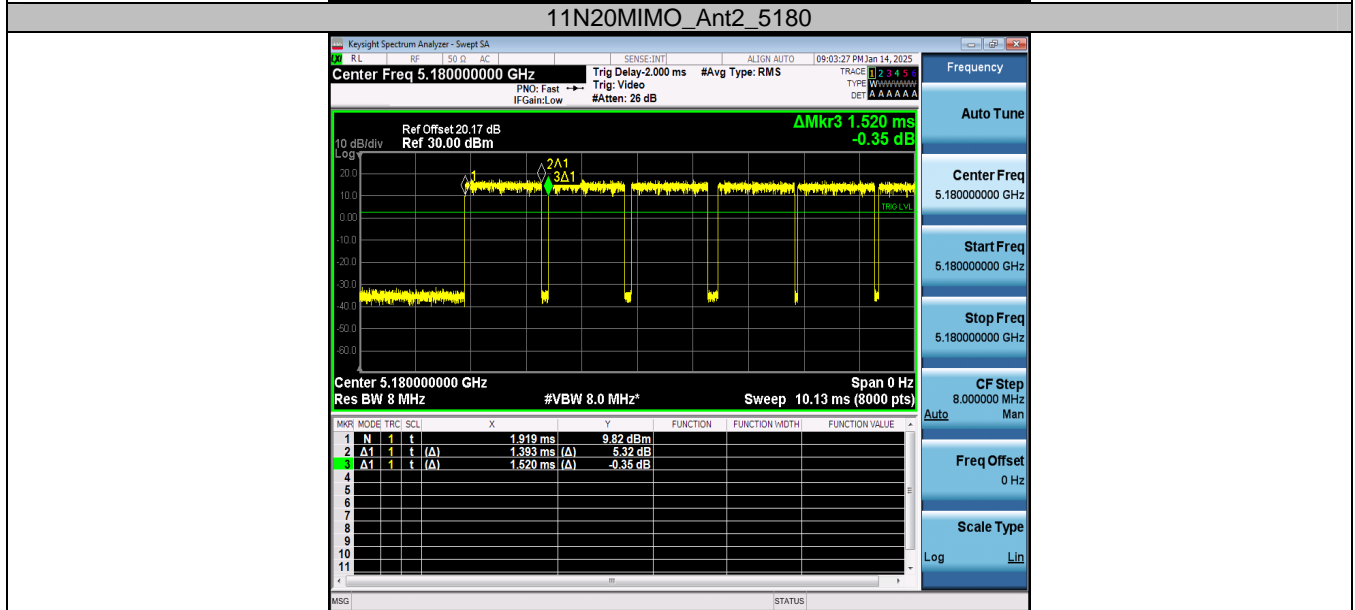 11N20MIMO_Ant2_5180
Keysight Spectrum Analyzer - Swept SA
LXI RL RF 50 Ω AC SENSE:INT ALIGN AUTO 09:03:27 PM Jan 14, 2025
Center Freq 5.180000000 GHz
Trig Delay-2.000 ms #Avg Type: RMS
TRACE 1 2 3 4 5 6
PNO: Fast Trig: Video
TYPE WWWWWW
IFGain:Low #Atten: 26 dB
DET A A A A A A
Frequency
Auto Tune
Center Freq
5.180000000 GHz
Start Freq
5.180000000 GHz
Stop Freq
5.180000000 GHz
CF Step
8.000000 MHz
Auto Man
Freq Offset
0 Hz
Scale Type
Log Lin
ΔMkr3 1.520 ms
-0.35 dB
Ref Offset 20.17 dB
10 dB/div Ref 30.00 dBm
Log
20.0
10.0
0.00
-10.0
-20.0
-30.0
-40.0
-50.0
-60.0
1
2Δ1
3Δ1
TRIG LVL
Center 5.180000000 GHz Span 0 Hz
Res BW 8 MHz #VBW 8.0 MHz* Sweep 10.13 ms (8000 pts)
MKR MODE TRC SCL X Y FUNCTION FUNCTION WIDTH FUNCTION VALUE
1 N 1 t 1.919 ms 9.82 dBm
2 Δ1 1 t (Δ) 1.393 ms (Δ) 5.32 dB
3 Δ1 1 t (Δ) 1.520 ms (Δ) -0.35 dB
4
5
6
7
8
9
10
11
MSG STATUS